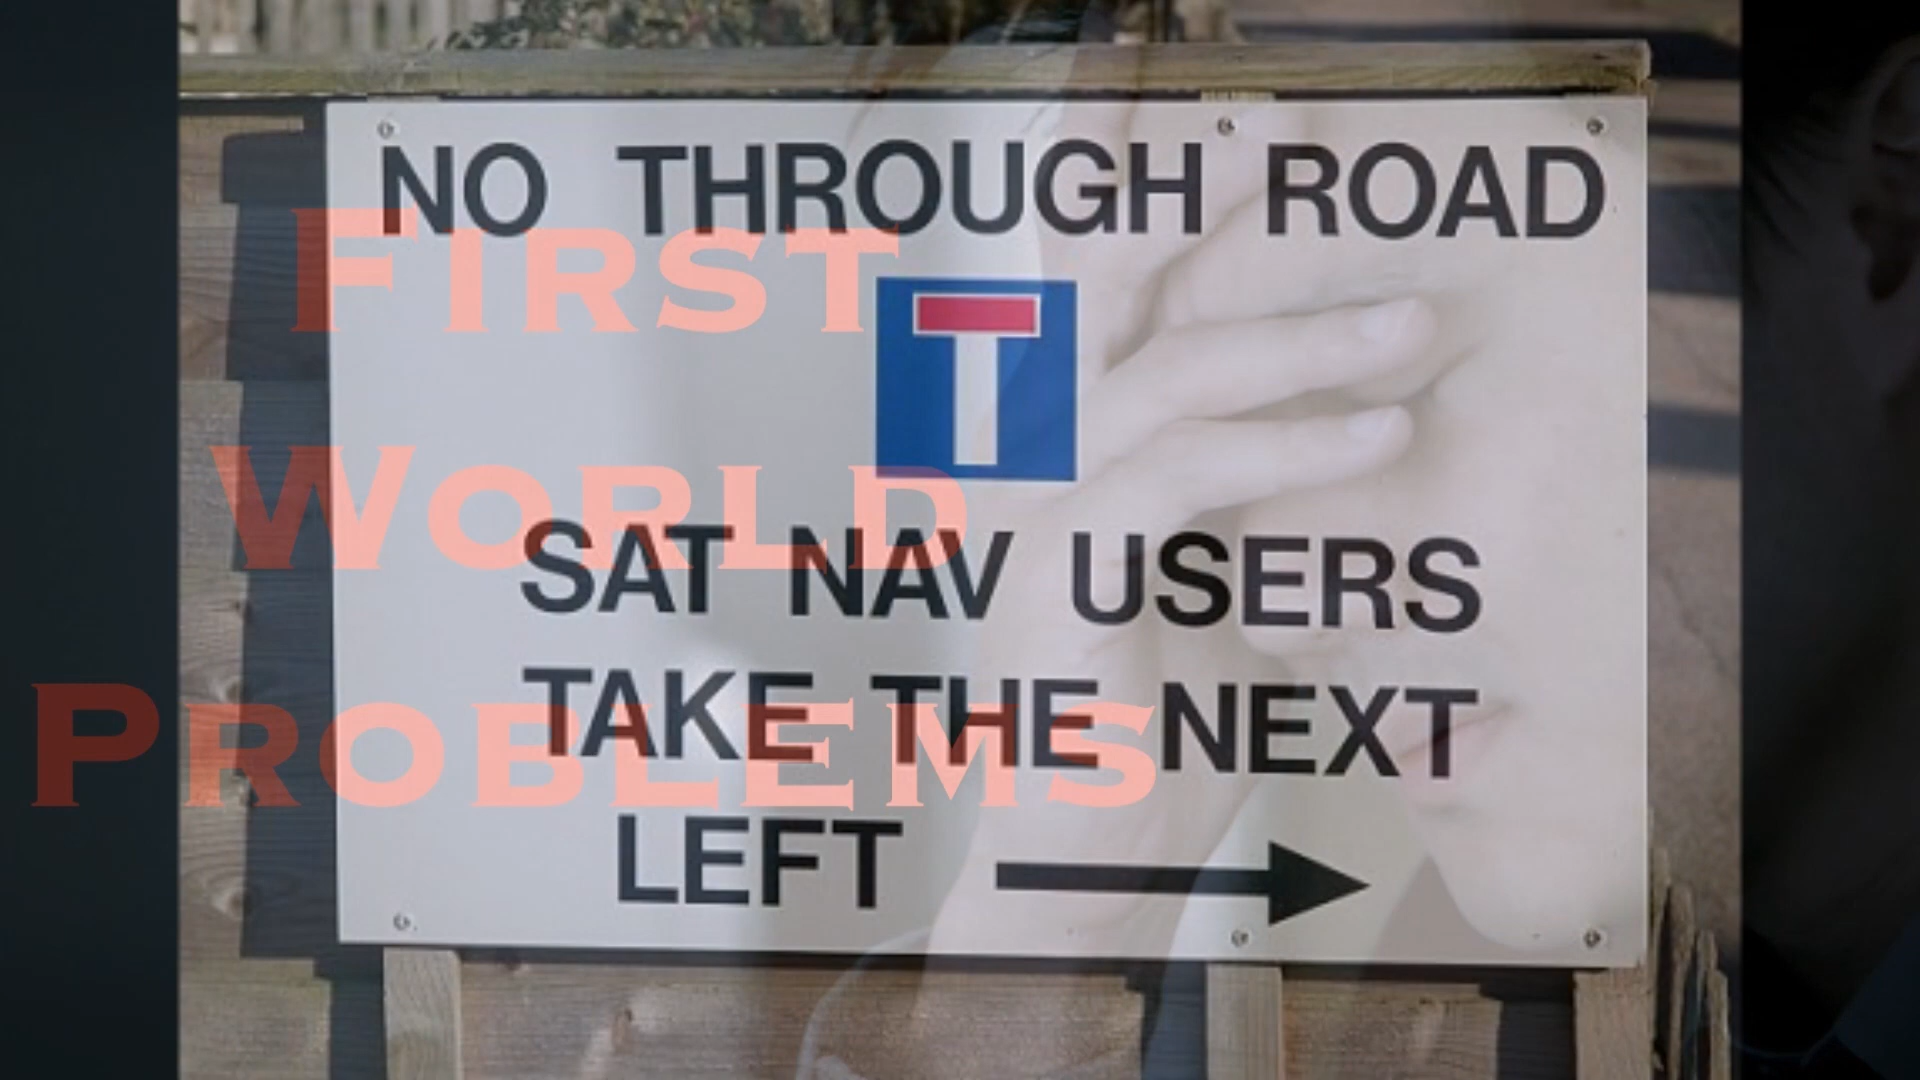 NO THROUGH ROAD
FIRST
WORLD
SAT NAV USERS
TAKE THE NEXT
PROBLEMS
LEFT